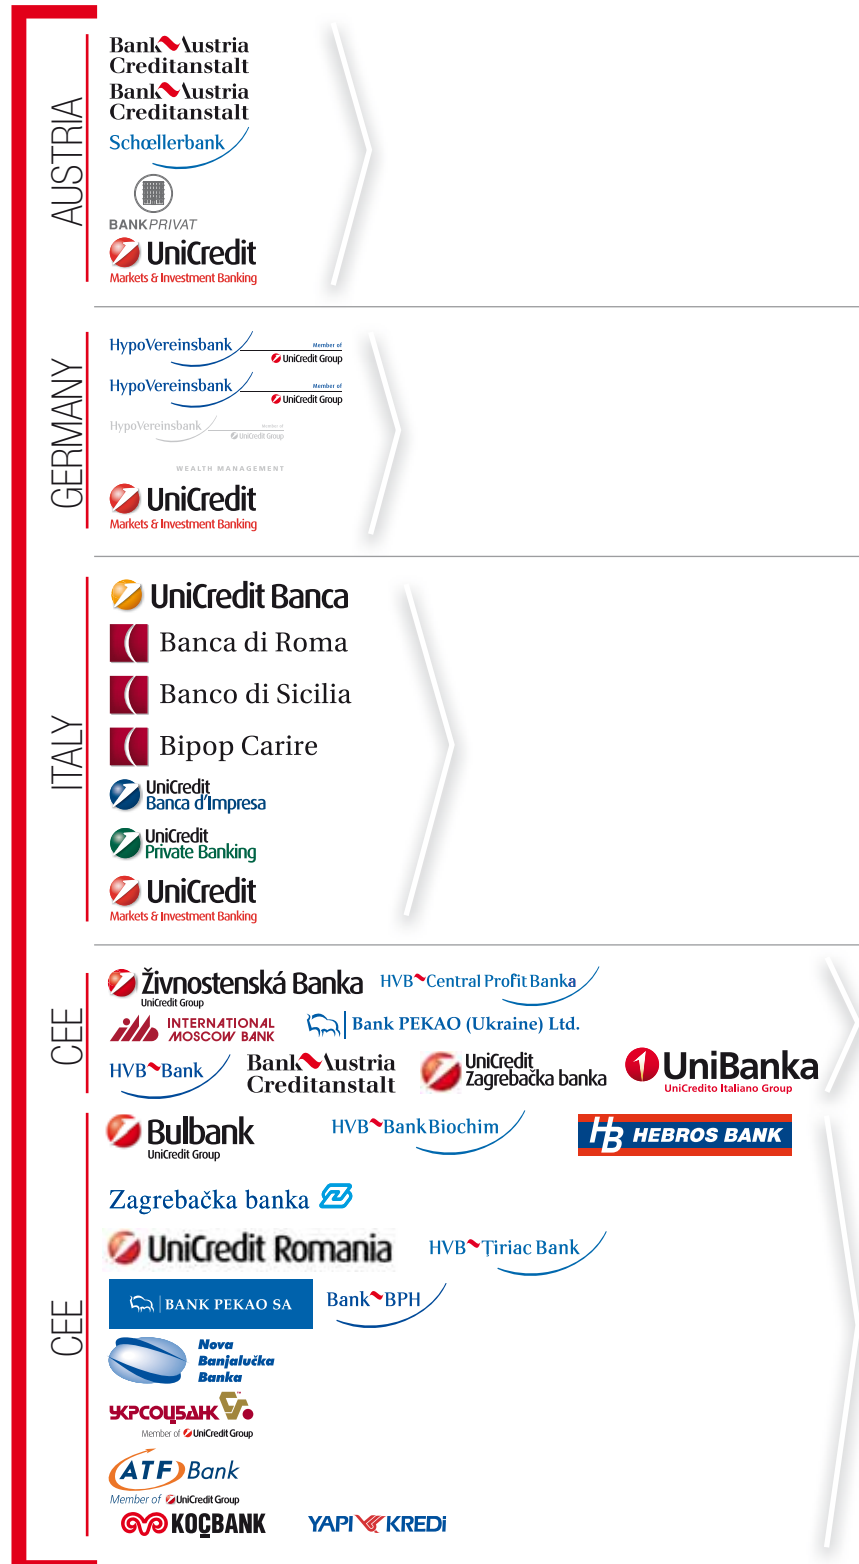 AUSTRIA
Bank Austria
Creditanstalt
Bank Austria
Creditanstalt
Schœllerbank
BANKPRIVAT
UniCredit
Markets & Investment Banking
GERMANY
HypoVereinsbank
Member of
UniCredit Group
HypoVereinsbank
Member of
UniCredit Group
HypoVereinsbank
Member of
UniCredit Group
WEALTH MANAGEMENT
UniCredit
Markets & Investment Banking
ITALY
UniCredit Banca
Banca di Roma
Banco di Sicilia
Bipop Carire
UniCredit
Banca d'Impresa
UniCredit
Private Banking
UniCredit
Markets & Investment Banking
CEE
Živnostenská Banka
UniCredit Group
HVB Central Profit Banka
INTERNATIONAL
MOSCOW BANK
Bank PEKAO (Ukraine) Ltd.
HVB Bank
Bank Austria
Creditanstalt
UniCredit
Zagrebačka banka
UniBanka
UniCredito Italiano Group
CEE
Bulbank
UniCredit Group
HVB Bank Biochim
HB HEBROS BANK
Zagrebačka banka
UniCredit Romania
HVB Ţiriac Bank
BANK PEKAO SA
Bank BPH
Nova
Banjalučka
Banka
УКРСОЦБАНК
Member of UniCredit Group
ATF Bank
Member of UniCredit Group
KOÇBANK
YAPI KREDi